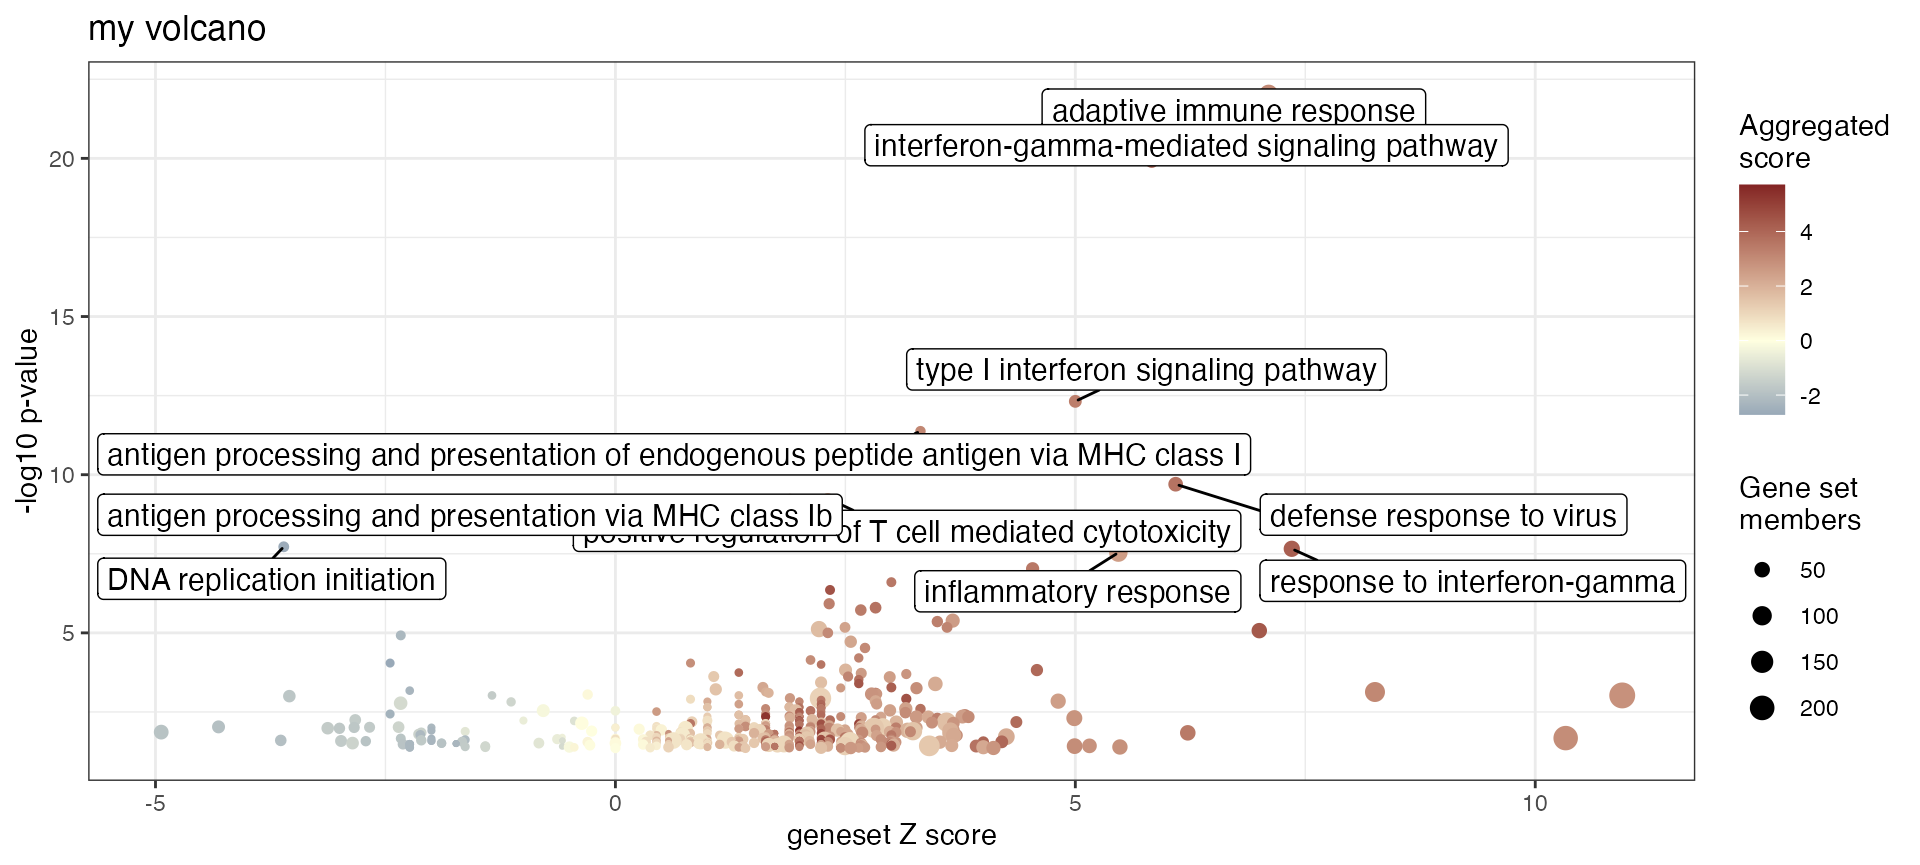 my volcano
adaptive immune response
interferon-gamma-mediated signaling pathway
type I interferon signaling pathway
antigen processing and presentation of endogenous peptide antigen via MHC class I
antigen processing and presentation via MHC class Ib
positive regulation of T cell mediated cytotoxicity
defense response to virus
DNA replication initiation
inflammatory response
response to interferon-gamma
-log10 p-value
20
15
10
5
-5
0
5
10
geneset Z score
Aggregated
score
4
2
0
-2
Gene set
members
50
100
150
200